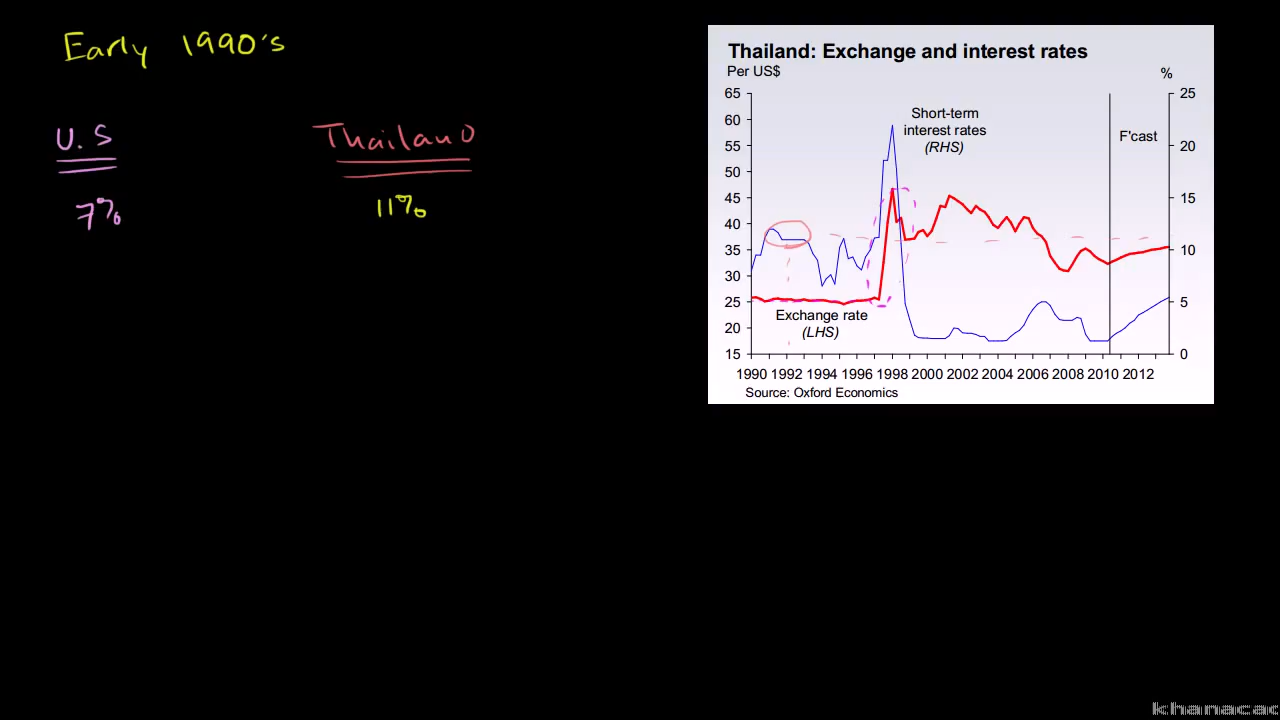 Early 1990's
U.S
Thailand
7%
11%
Thailand: Exchange and interest rates
Per US$
%
65
60
55
50
45
40
35
30
25
20
15
25
20
15
10
5
0
Short-term
interest rates
(RHS)
F'cast
Exchange rate
(LHS)
1990 1992 1994 1996 1998 2000 2002 2004 2006 2008 2010 2012
Source: Oxford Economics
khanacac